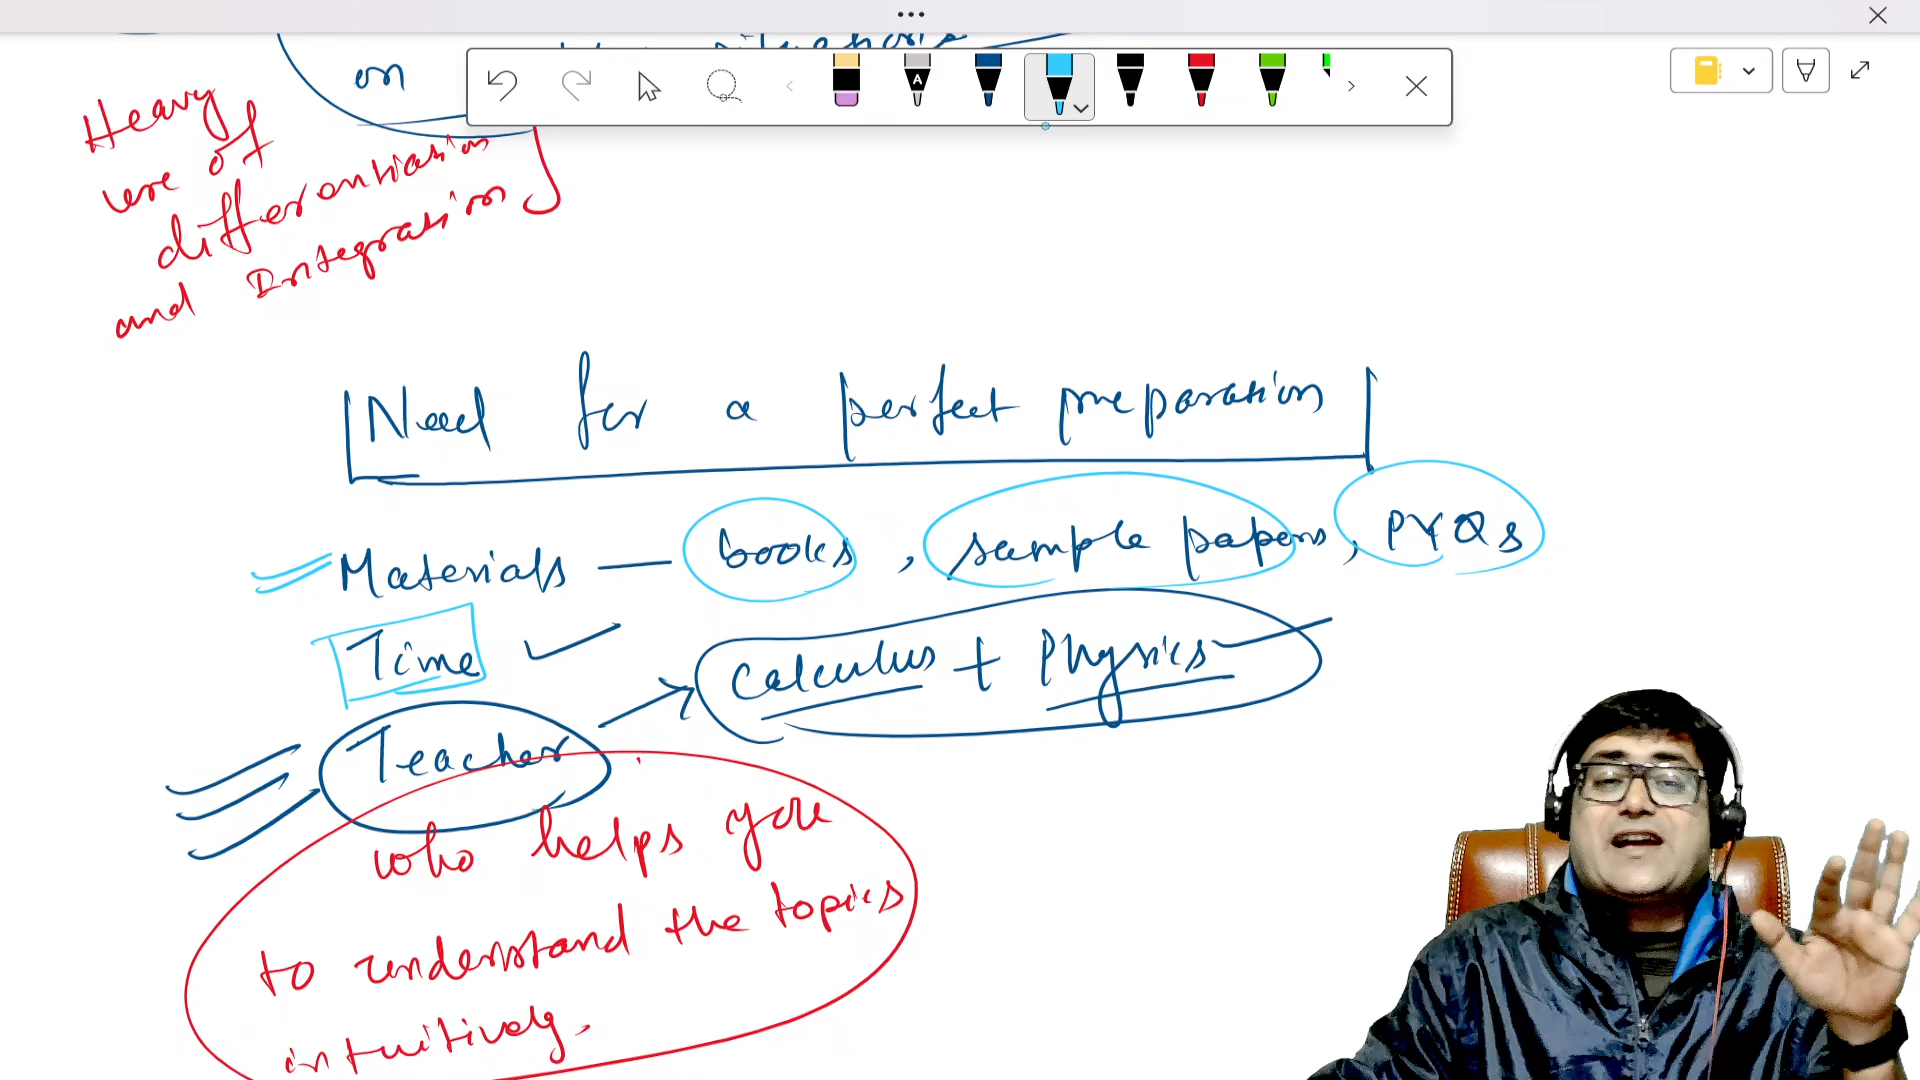 on
Heavy
use of
differentiation
and Integration
Need for a perfect preparation
Materials — books, sample papers, PYQs
Time ✓
Teacher → Calculus + Physics
who helps you
to understand the topics
intuitively.